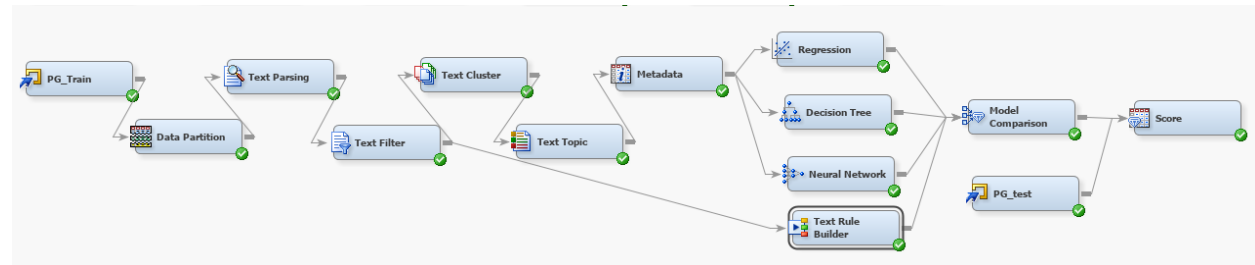 PG_Train
Data Partition
Text Parsing
Text Filter
Text Cluster
Text Topic
Metadata
Regression
Decision Tree
Neural Network
Text Rule
Builder
Model
Comparison
PG_test
Score